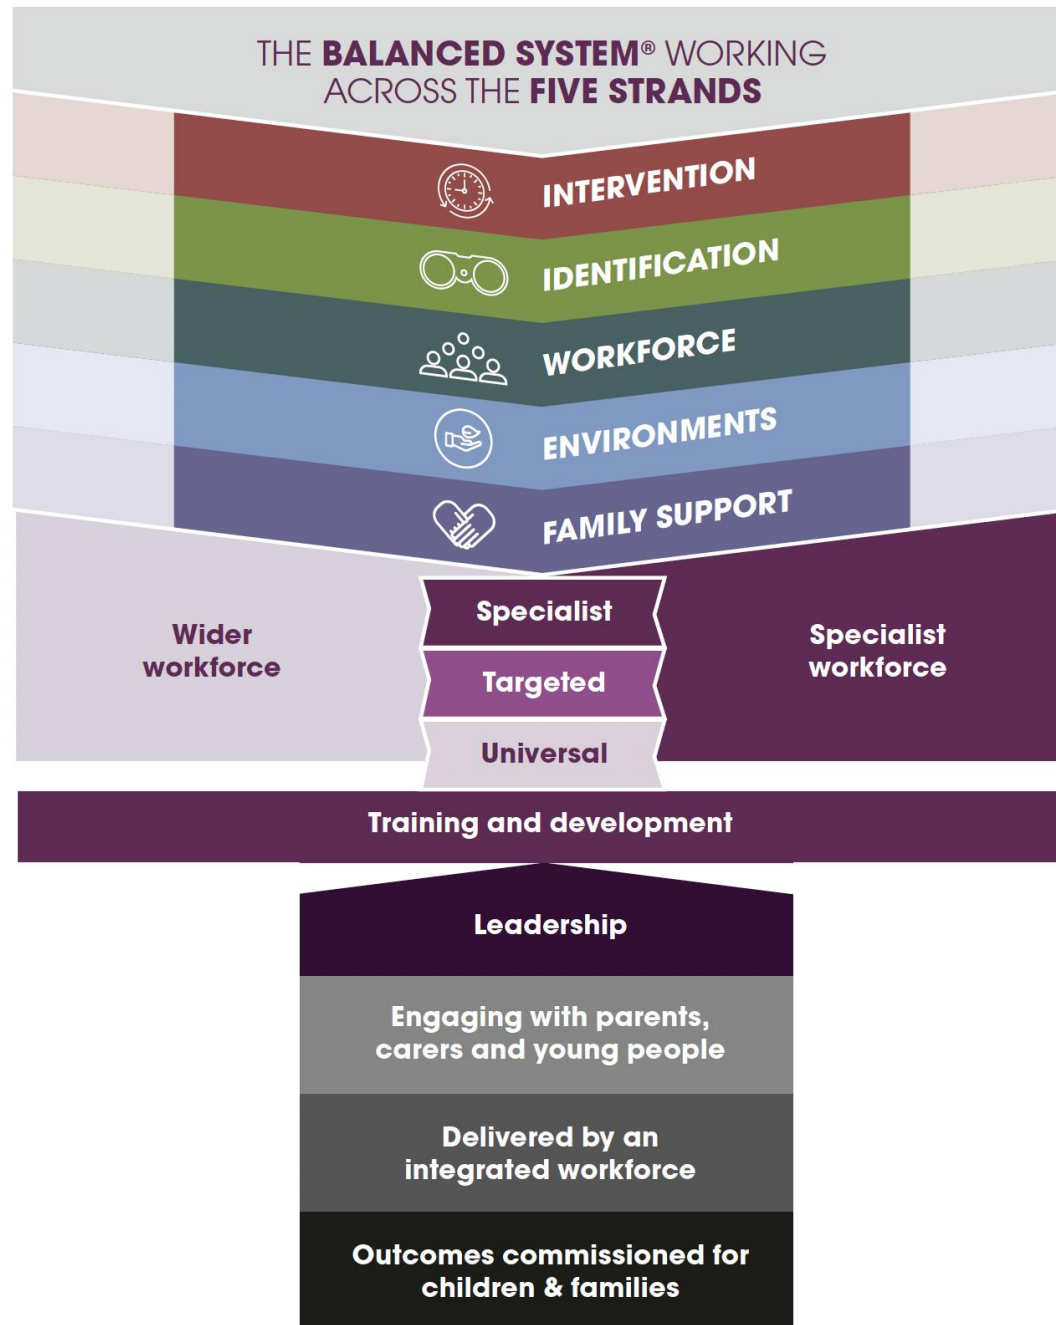 THE BALANCED SYSTEM® WORKING
ACROSS THE FIVE STRANDS
INTERVENTION
IDENTIFICATION
WORKFORCE
ENVIRONMENTS
FAMILY SUPPORT
Wider
workforce
Specialist
Targeted
Universal
Specialist
workforce
Training and development
Leadership
Engaging with parents,
carers and young people
Delivered by an
integrated workforce
Outcomes commissioned for
children & families